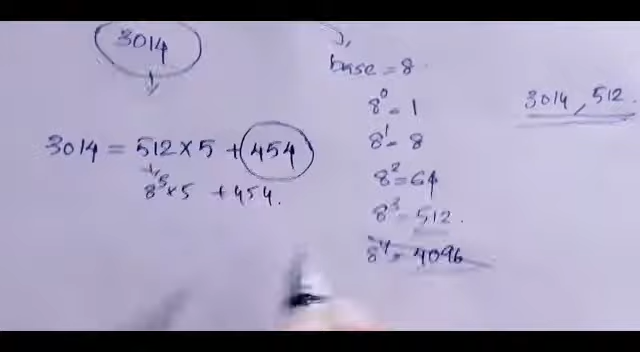 3014
3014 = 512 × 5 + 454
8³ × 5 + 454.
base = 8.
8⁰ = 1
8¹ = 8
8² = 64
8³ = 512.
8⁴ = 4096
3014, 512.